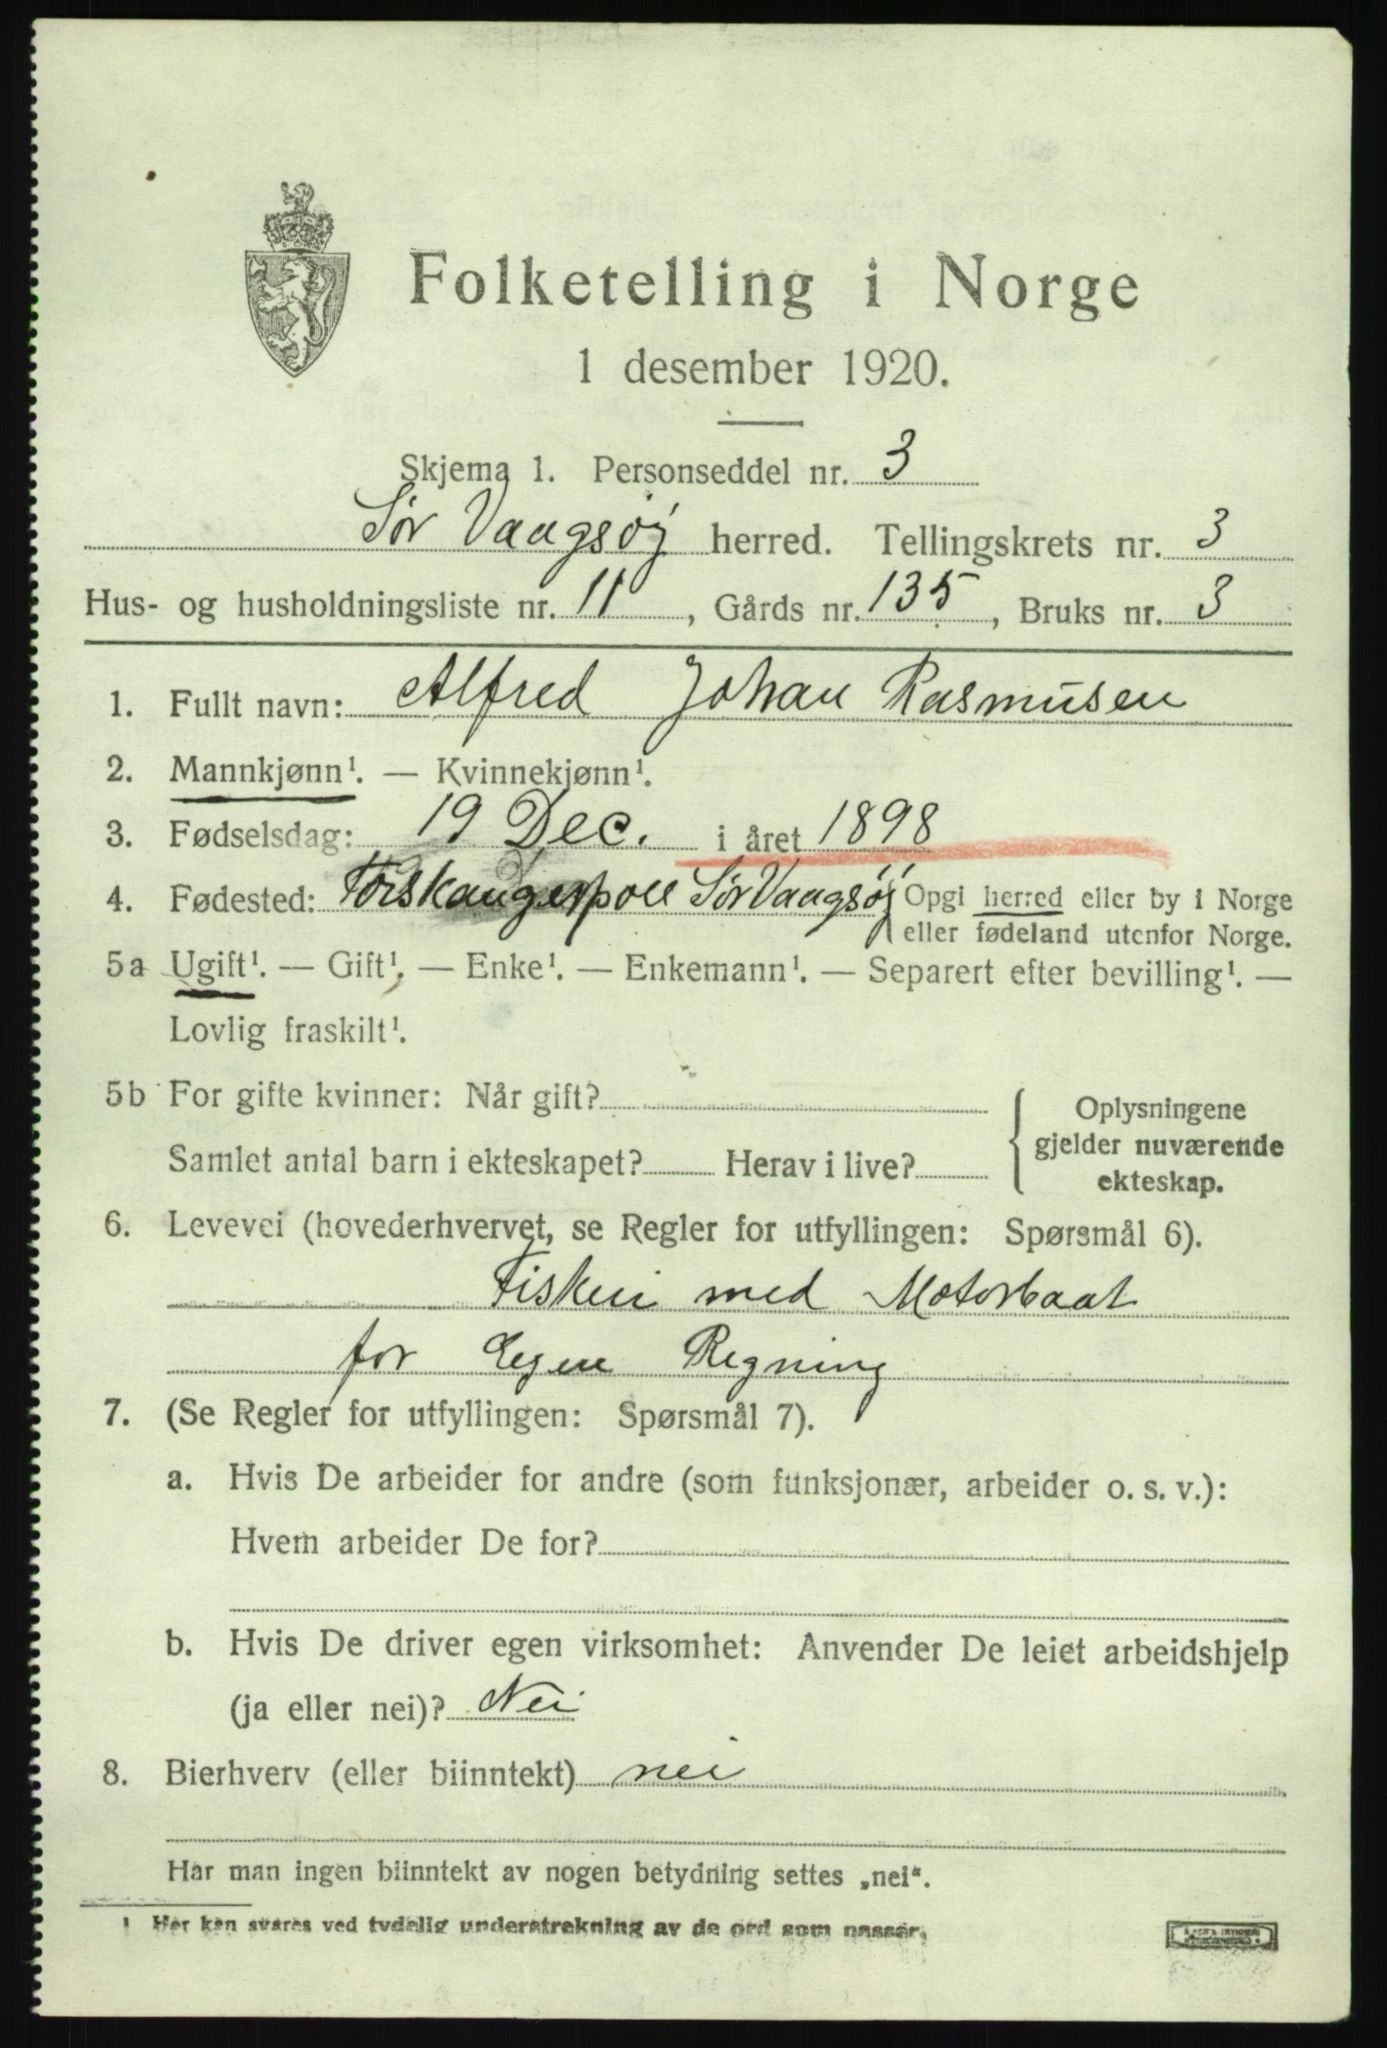 Folketelling i Norge
1 desember 1920.
Skjema 1. Personseddel nr. 3
Sør Vaagsøy herred. Tellingskrets nr. 3
Hus- og husholdningsliste nr. 11, Gårds nr. 135, Bruks nr. 3
1. Fullt navn: Alfred Johan Rasmusen
2. Mannkjønn¹. — Kvinnekjønn¹.
3. Fødselsdag: 19 Dec. i året 1898
4. Fødested: Torskangerpoll Sør Vaagsøy Opgi herred eller by i Norge
eller fødeland utenfor Norge.
5a Ugift¹. — Gift¹. — Enke¹. — Enkemann¹. — Separert efter bevilling¹. —
Lovlig fraskilt¹.
5b For gifte kvinner: Når gift?
Samlet antal barn i ekteskapet? Herav i live?
Oplysningene
gjelder nuværende
ekteskap.
6. Levevei (hovederhvervet, se Regler for utfyllingen: Spørsmål 6).
Fiskeri med Motorbaat
for Egen Regning
7. (Se Regler for utfyllingen: Spørsmål 7).
a. Hvis De arbeider for andre (som funksjonær, arbeider o. s. v.):
Hvem arbeider De for?
b. Hvis De driver egen virksomhet: Anvender De leiet arbeidshjelp
(ja eller nei)? Nei
8. Bierhverv (eller biinntekt) nei
Har man ingen biinntekt av nogen betydning settes „nei“.
1 Her kan svares ved tydelig understrekning av de ord som passer.